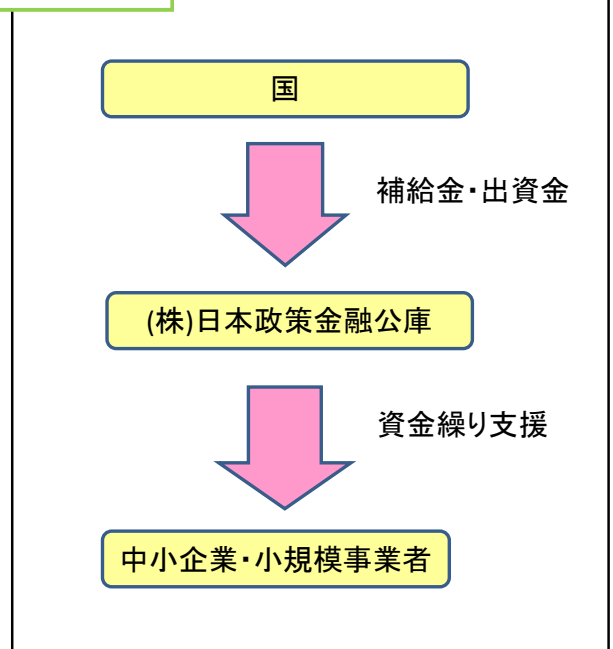 国
補給金・出資金
(株)日本政策金融公庫
資金繰り支援
中小企業・小規模事業者